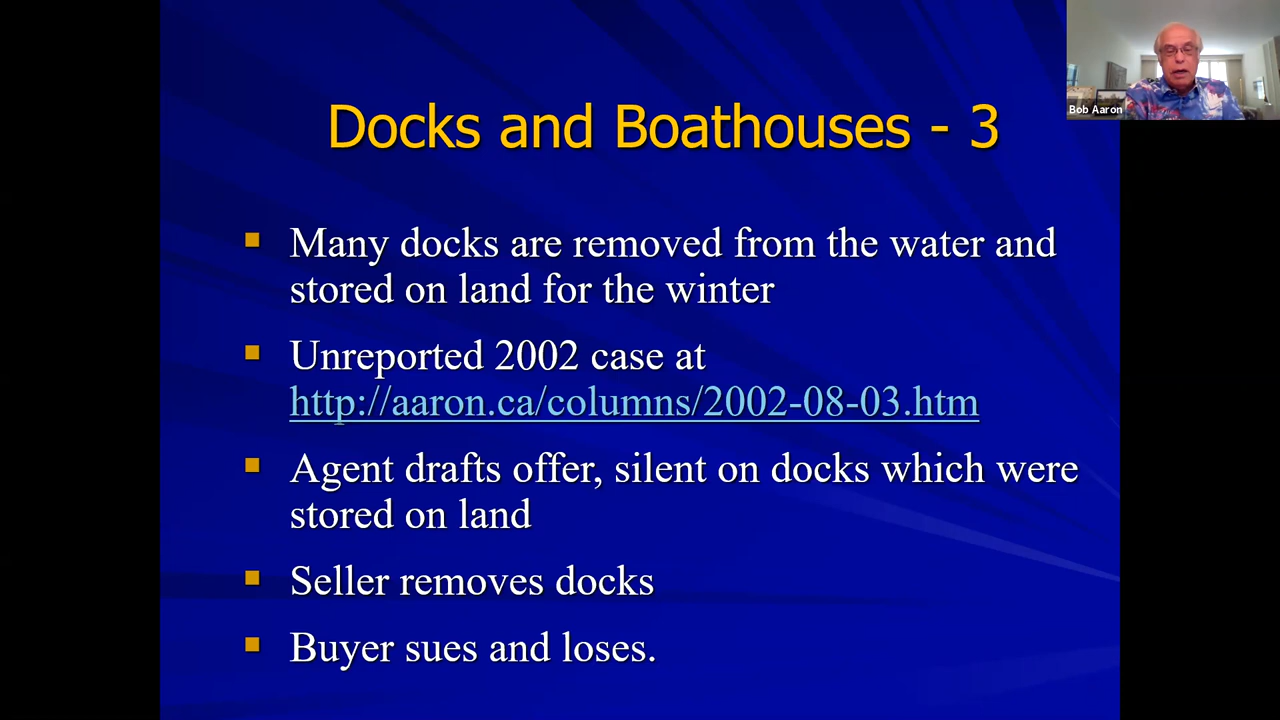 Docks and Boathouses - 3
Many docks are removed from the water and
stored on land for the winter
Unreported 2002 case at
http://aaron.ca/columns/2002-08-03.htm
Agent drafts offer, silent on docks which were
stored on land
Seller removes docks
Buyer sues and loses.
Bob Aaron